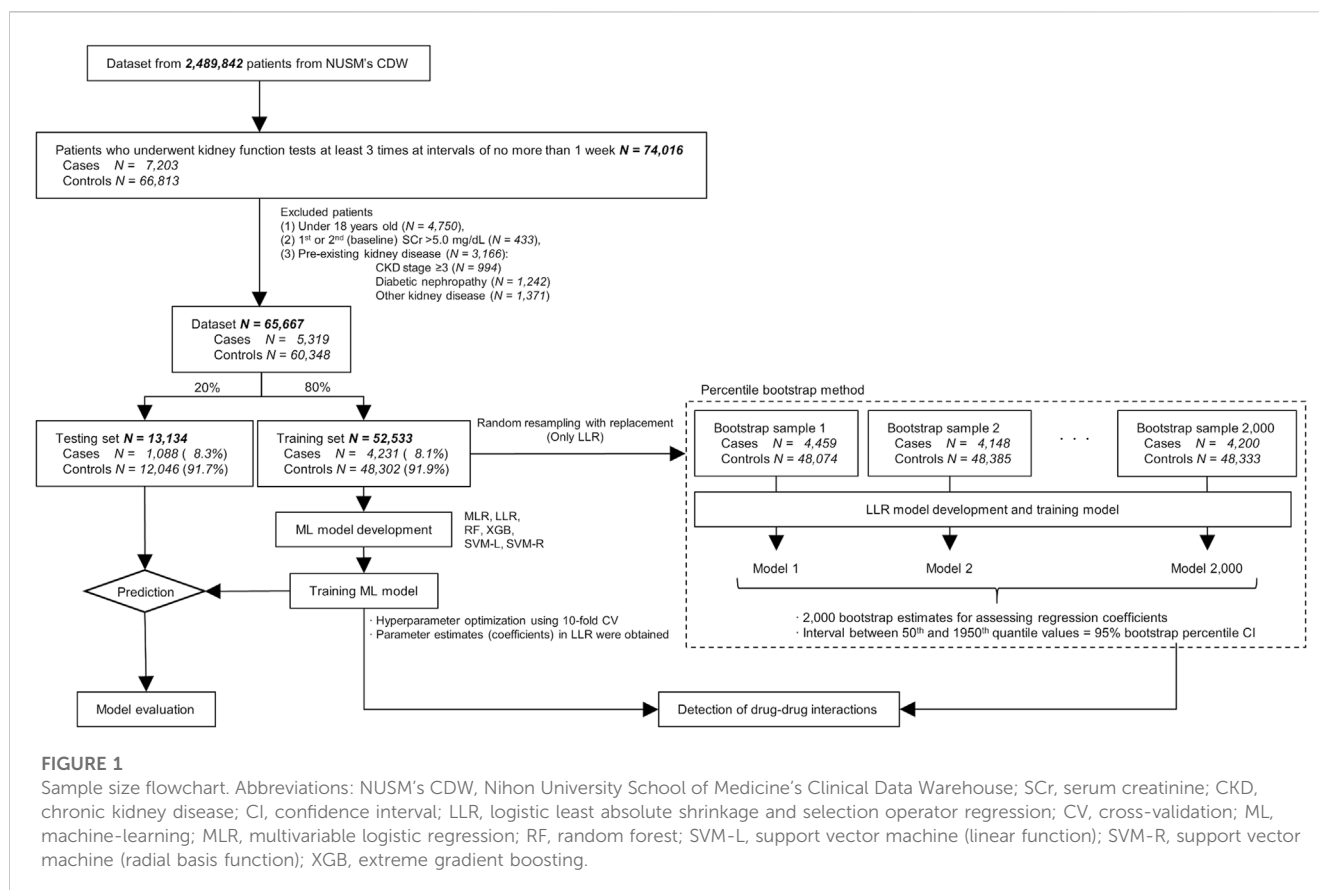 Dataset from 2,489,842 patients from NUSM's CDW
Patients who underwent kidney function tests at least 3 times at intervals of no more than 1 week N = 74,016
Cases N = 7,203
Controls N = 66,813
Excluded patients
(1) Under 18 years old (N = 4,750),
(2) 1st or 2nd (baseline) SCr >5.0 mg/dL (N = 433),
(3) Pre-existing kidney disease (N = 3,166):
CKD stage ≥3 (N = 994)
Diabetic nephropathy (N = 1,242)
Other kidney disease (N = 1,371)
Dataset N = 65,667
Cases N = 5,319
Controls N = 60,348
20%
80%
Testing set N = 13,134
Cases N = 1,088 ( 8.3%)
Controls N = 12,046 (91.7%)
Training set N = 52,533
Cases N = 4,231 ( 8.1%)
Controls N = 48,302 (91.9%)
Random resampling with replacement
(Only LLR)
Percentile bootstrap method
Bootstrap sample 1
Cases N = 4,459
Controls N = 48,074
Bootstrap sample 2
Cases N = 4,148
Controls N = 48,385
· · ·
Bootstrap sample 2,000
Cases N = 4,200
Controls N = 48,333
LLR model development and training model
Model 1
Model 2
Model 2,000
· 2,000 bootstrap estimates for assessing regression coefficients
· Interval between 50th and 1950th quantile values = 95% bootstrap percentile CI
ML model development
MLR, LLR,
RF, XGB,
SVM-L, SVM-R
Prediction
Training ML model
· Hyperparameter optimization using 10-fold CV
· Parameter estimates (coefficients) in LLR were obtained
Model evaluation
Detection of drug-drug interactions
FIGURE 1
Sample size flowchart. Abbreviations: NUSM's CDW, Nihon University School of Medicine's Clinical Data Warehouse; SCr, serum creatinine; CKD,
chronic kidney disease; CI, confidence interval; LLR, logistic least absolute shrinkage and selection operator regression; CV, cross-validation; ML,
machine-learning; MLR, multivariable logistic regression; RF, random forest; SVM-L, support vector machine (linear function); SVM-R, support vector
machine (radial basis function); XGB, extreme gradient boosting.